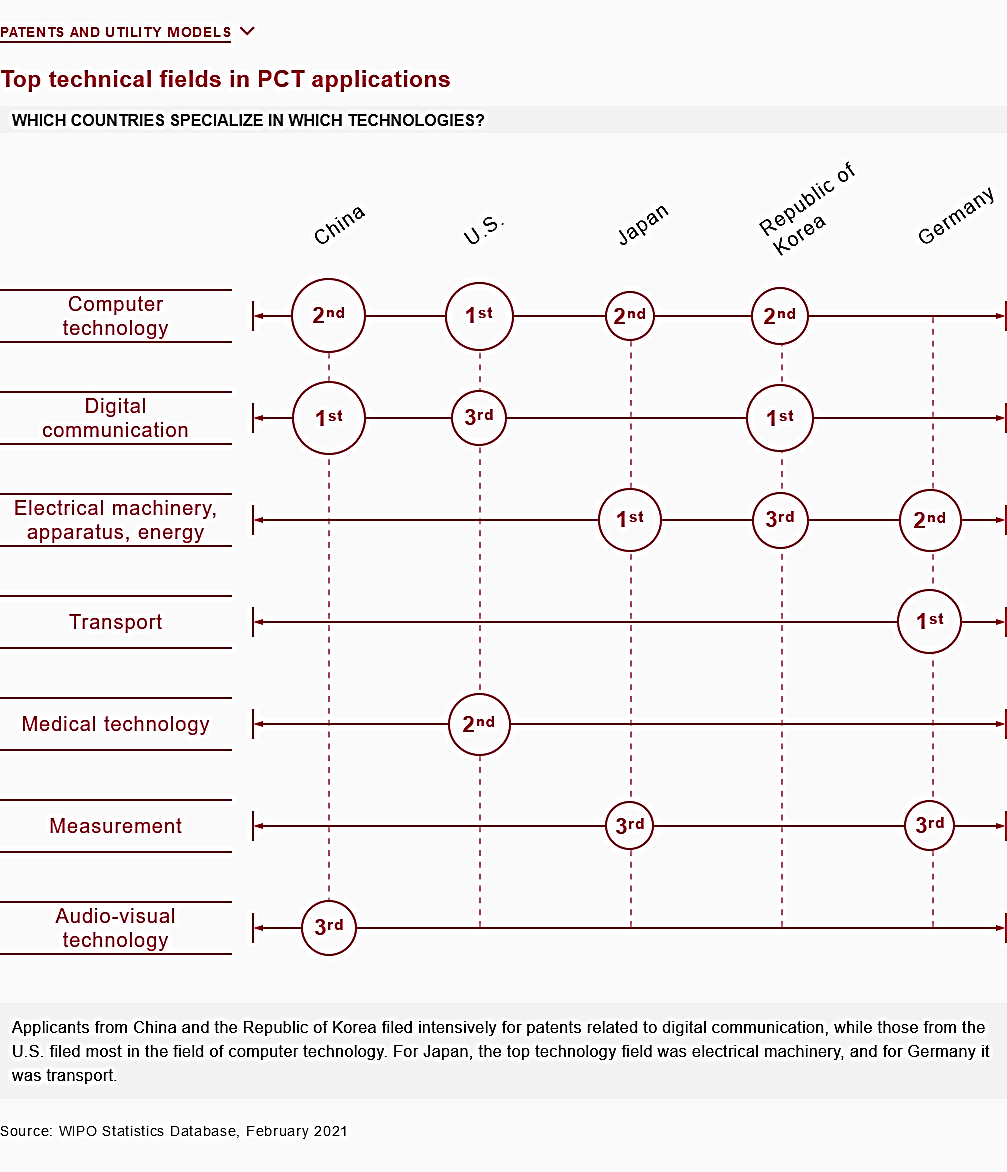 PATENTS AND UTILITY MODELS
Top technical fields in PCT applications
WHICH COUNTRIES SPECIALIZE IN WHICH TECHNOLOGIES?
China
U.S.
Japan
Republic of
Korea
Germany
Computer
technology
2nd
1st
2nd
2nd
Digital
communication
1st
3rd
1st
Electrical machinery,
apparatus, energy
1st
3rd
2nd
Transport
1st
Medical technology
2nd
Measurement
3rd
3rd
Audio-visual
technology
3rd
Applicants from China and the Republic of Korea filed intensively for patents related to digital communication, while those from the
U.S. filed most in the field of computer technology. For Japan, the top technology field was electrical machinery, and for Germany it
was transport.
Source: WIPO Statistics Database, February 2021